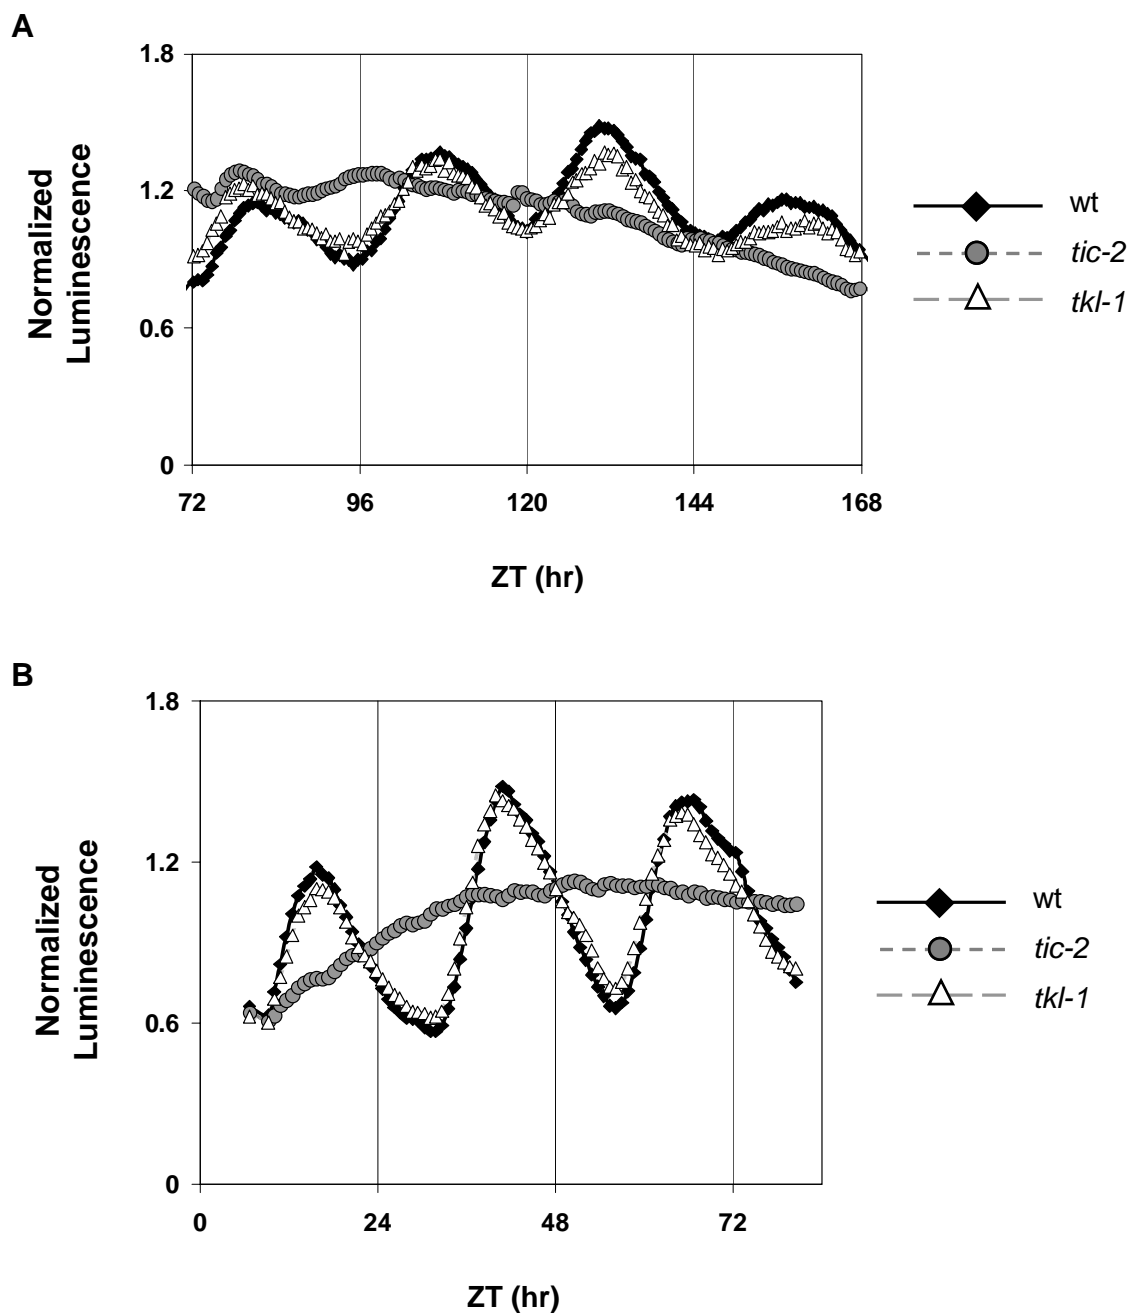 A
1.8
1.2
0.6
0
Normalized
Luminescence
72 96 120 144 168
ZT (hr)
wt
tic-2
tkl-1
B
1.8
1.2
0.6
0
Normalized
Luminescence
0 24 48 72
ZT (hr)
wt
tic-2
tkl-1